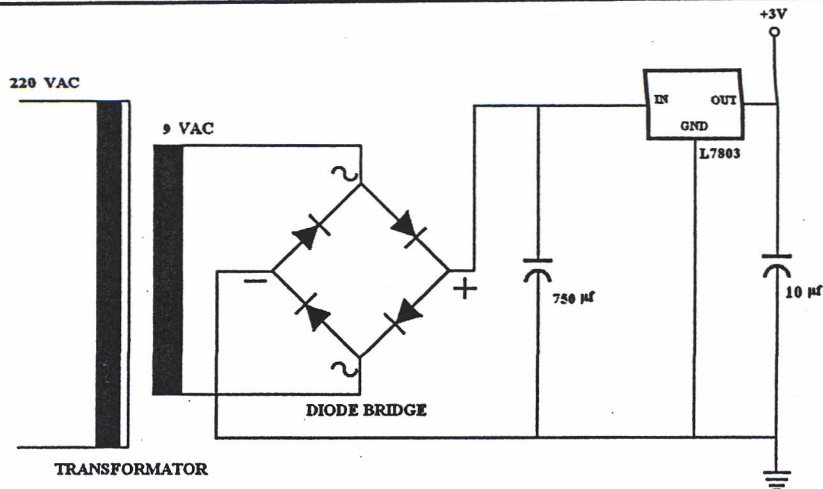 +3V
220 VAC
9 VAC
IN OUT
GND
L7803
~
− +
750 µf
10 µf
~
DIODE BRIDGE
TRANSFORMATOR